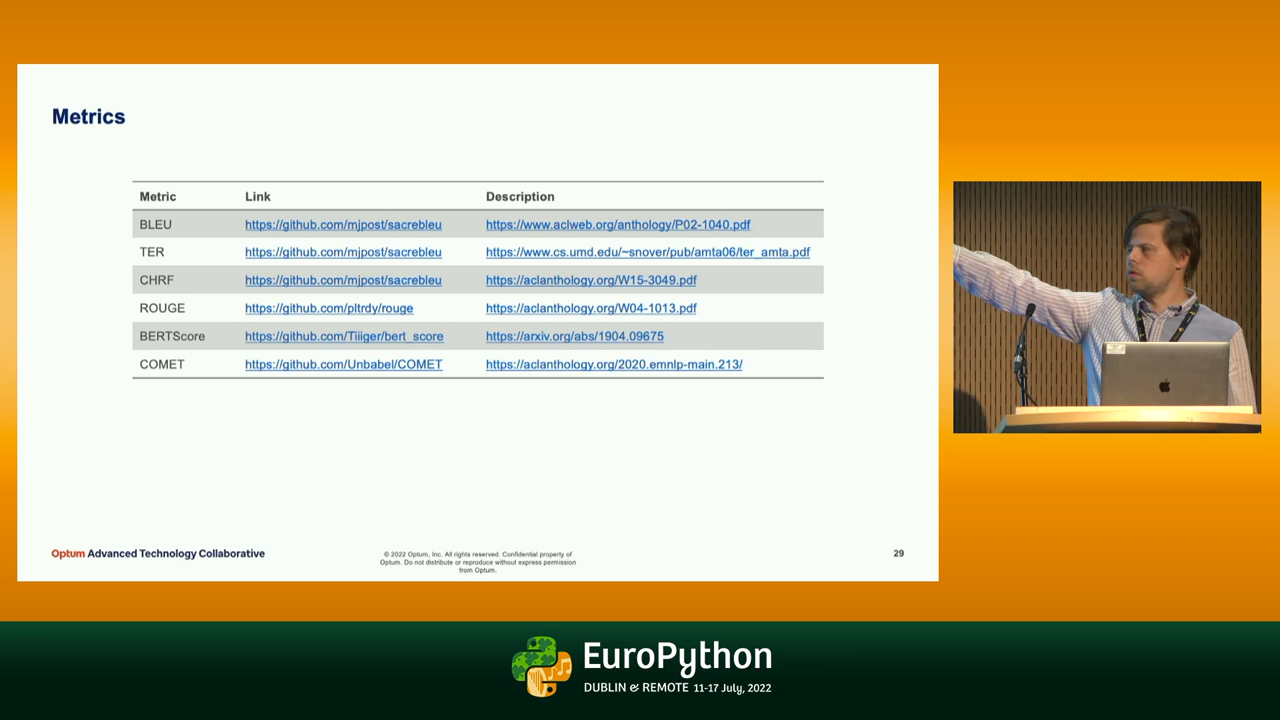 Metrics
Metric Link Description
BLEU https://github.com/mjpost/sacrebleu https://www.aclweb.org/anthology/P02-1040.pdf
TER https://github.com/mjpost/sacrebleu https://www.cs.umd.edu/~snover/pub/amta06/ter_amta.pdf
CHRF https://github.com/mjpost/sacrebleu https://aclanthology.org/W15-3049.pdf
ROUGE https://github.com/pltrdy/rouge https://aclanthology.org/W04-1013.pdf
BERTScore https://github.com/Tiiiger/bert_score https://arxiv.org/abs/1904.09675
COMET https://github.com/Unbabel/COMET https://aclanthology.org/2020.emnlp-main.213/
Optum Advanced Technology Collaborative
© 2022 Optum, Inc. All rights reserved. Confidential property of
Optum. Do not distribute or reproduce without express permission
from Optum.
29
EuroPython
DUBLIN & REMOTE 11-17 July, 2022